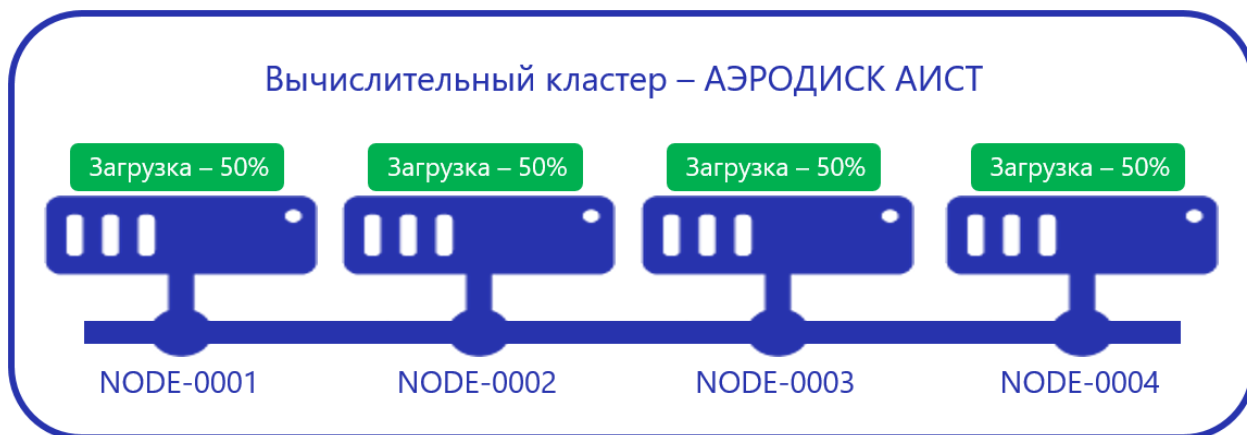 Вычислительный кластер – АЭРОДИСК АИСТ
Загрузка – 50% Загрузка – 50% Загрузка – 50% Загрузка – 50%
NODE-0001 NODE-0002 NODE-0003 NODE-0004